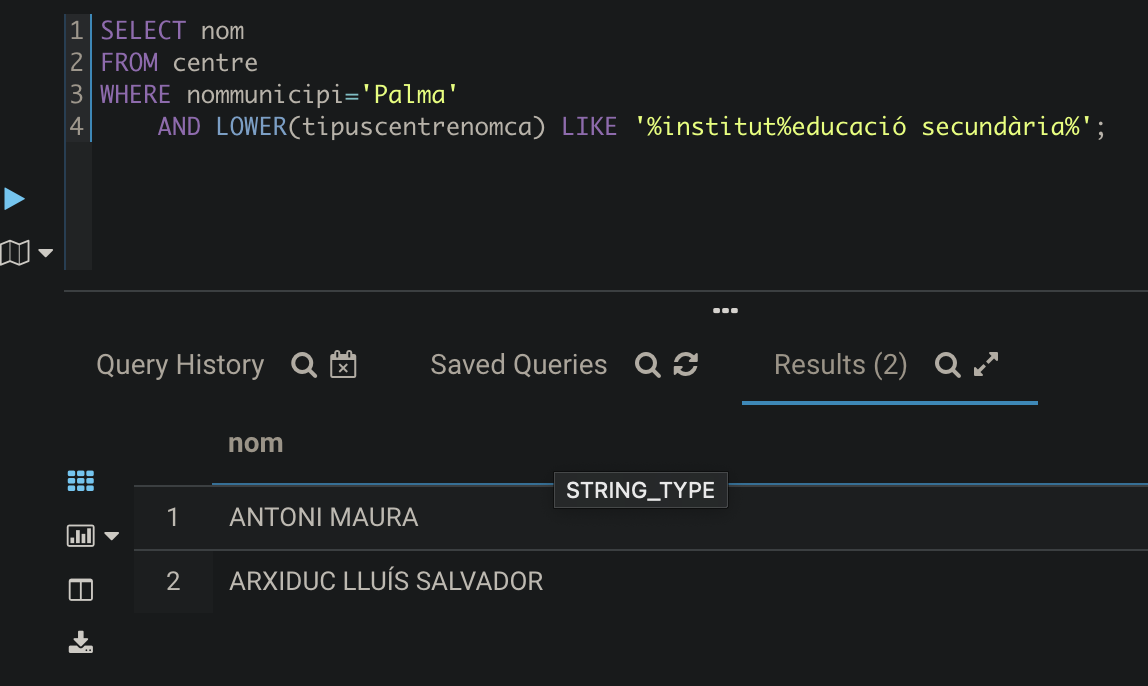 1 SELECT nom
2 FROM centre
3 WHERE nommunicipi='Palma'
4 AND LOWER(tipuscentrenomca) LIKE '%institut%educació secundària%';
Query History Saved Queries Results (2)
nom
STRING_TYPE
1 ANTONI MAURA
2 ARXIDUC LLUÍS SALVADOR